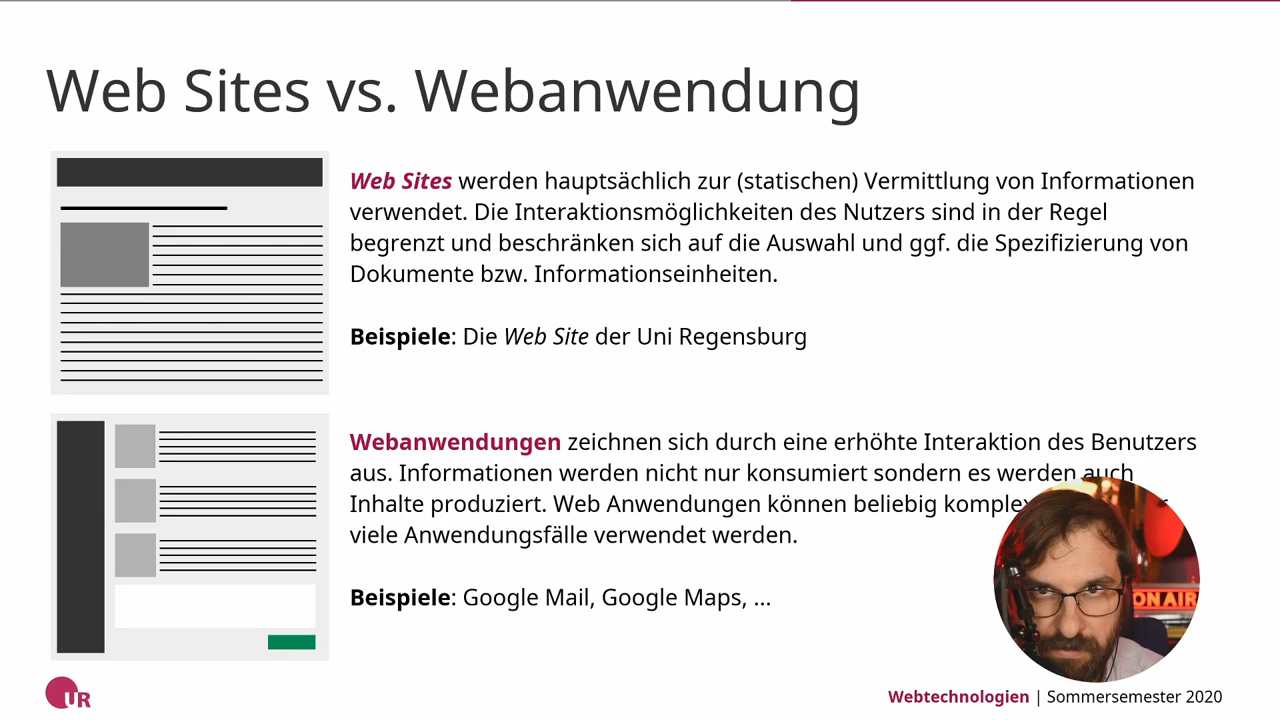 Web Sites vs. Webanwendung
Web Sites werden hauptsächlich zur (statischen) Vermittlung von Informationen
verwendet. Die Interaktionsmöglichkeiten des Nutzers sind in der Regel
begrenzt und beschränken sich auf die Auswahl und ggf. die Spezifizierung von
Dokumente bzw. Informationseinheiten.
Beispiele: Die Web Site der Uni Regensburg
Webanwendungen zeichnen sich durch eine erhöhte Interaktion des Benutzers
aus. Informationen werden nicht nur konsumiert sondern es werden auch
Inhalte produziert. Web Anwendungen können beliebig
viele Anwendungsfälle verwendet werden.
Beispiele: Google Mail, Google Maps, ...
ON AIR
UR
Webtechnologien | Sommersemester 2020